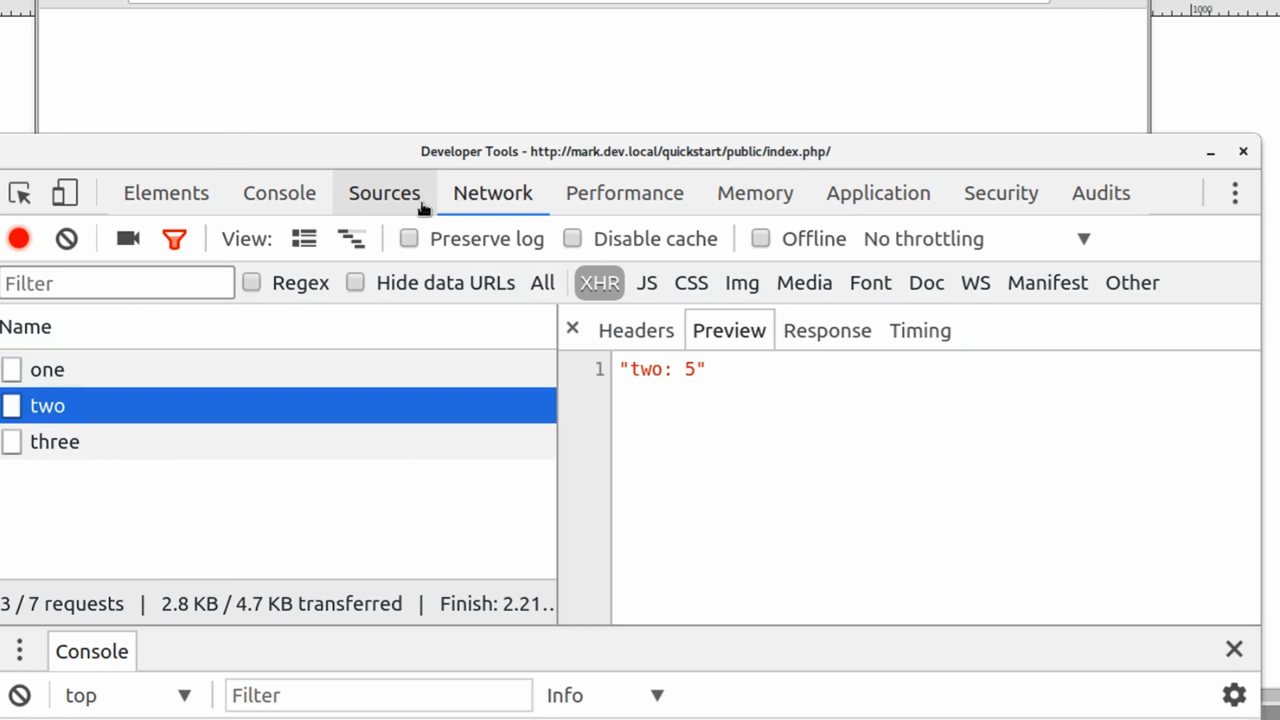 1000
Developer Tools - http://mark.dev.local/quickstart/public/index.php/
Elements Console Sources Network Performance Memory Application Security Audits
View: Preserve log Disable cache Offline No throttling
Filter Regex Hide data URLs All XHR JS CSS Img Media Font Doc WS Manifest Other
Name
Headers Preview Response Timing
one
1 "two: 5"
two
three
3 / 7 requests | 2.8 KB / 4.7 KB transferred | Finish: 2.21...
Console
top Filter Info